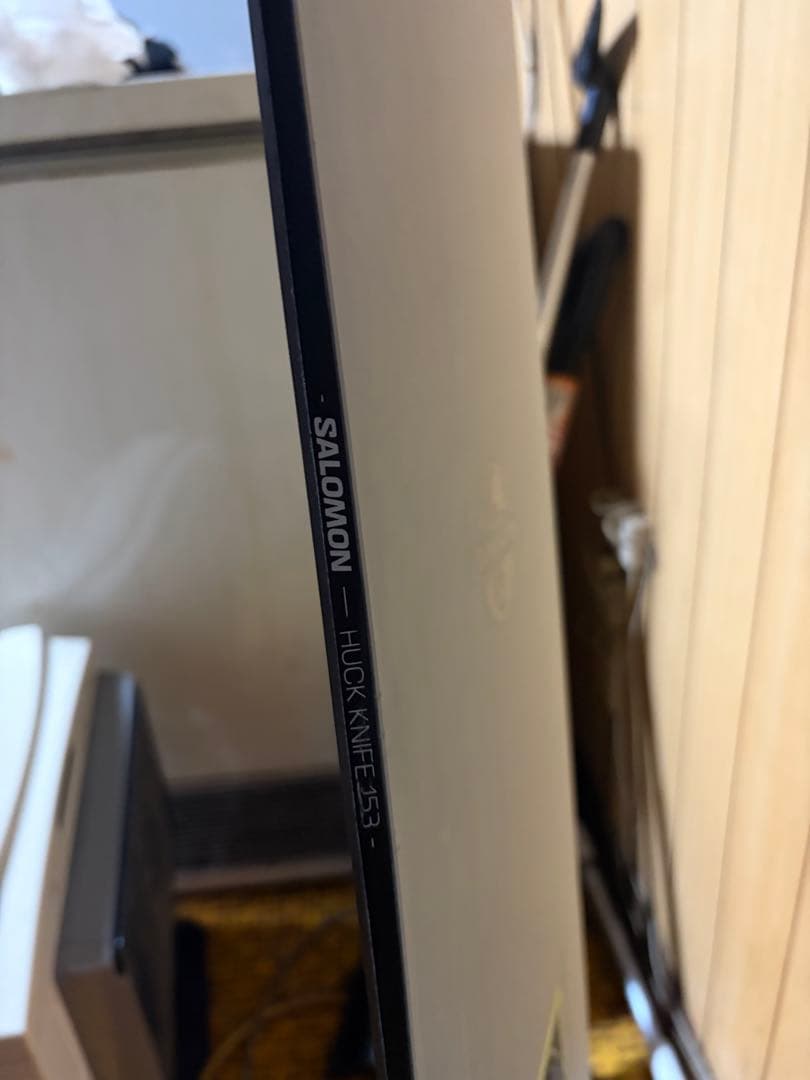 - SALOMON — HUCK KNIFE 153 -